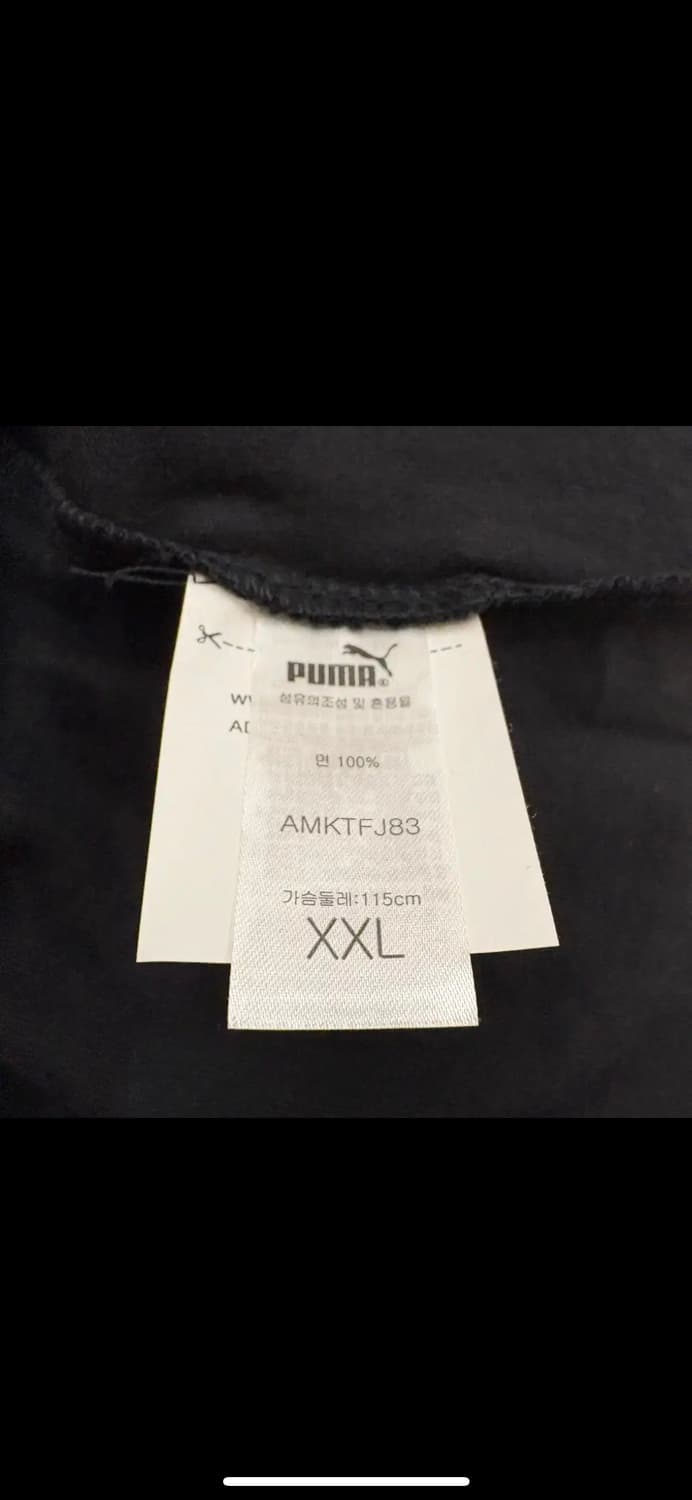 PUMA®
섬유의조성 및 혼용율
면 100%
AMKTFJ83
가슴둘레:115cm
XXL